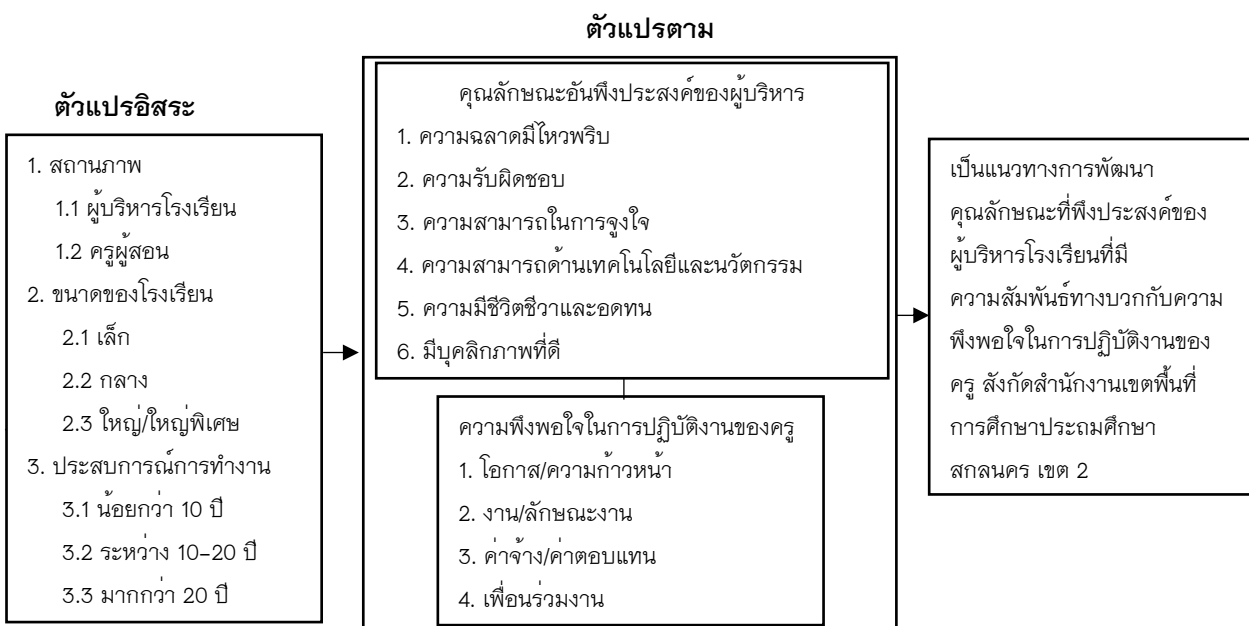 ตัวแปรตาม
ตัวแปรอิสระ
1. สถานภาพ
1.1 ผู้บริหารโรงเรียน
1.2 ครูผู้สอน
2. ขนาดของโรงเรียน
2.1 เล็ก
2.2 กลาง
2.3 ใหญ่/ใหญ่พิเศษ
3. ประสบการณ์การทำงาน
3.1 น้อยกว่า 10 ปี
3.2 ระหว่าง 10-20 ปี
3.3 มากกว่า 20 ปี
คุณลักษณะอันพึงประสงค์ของผู้บริหาร
1. ความฉลาดมีไหวพริบ
2. ความรับผิดชอบ
3. ความสามารถในการจูงใจ
4. ความสามารถด้านเทคโนโลยีและนวัตกรรม
5. ความมีชีวิตชีวาและอดทน
6. มีบุคลิกภาพที่ดี
ความพึงพอใจในการปฏิบัติงานของครู
1. โอกาส/ความก้าวหน้า
2. งาน/ลักษณะงาน
3. ค่าจ้าง/ค่าตอบแทน
4. เพื่อนร่วมงาน
เป็นแนวทางการพัฒนา
คุณลักษณะที่พึงประสงค์ของ
ผู้บริหารโรงเรียนที่มี
ความสัมพันธ์ทางบวกกับความ
พึงพอใจในการปฏิบัติงานของ
ครู สังกัดสำนักงานเขตพื้นที่
การศึกษาประถมศึกษา
สกลนคร เขต 2